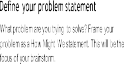 Define your problem statement
What problem are you trying to solve? Frame your
problem as a How Might We statement. This will be the
focus of your brainstorm.